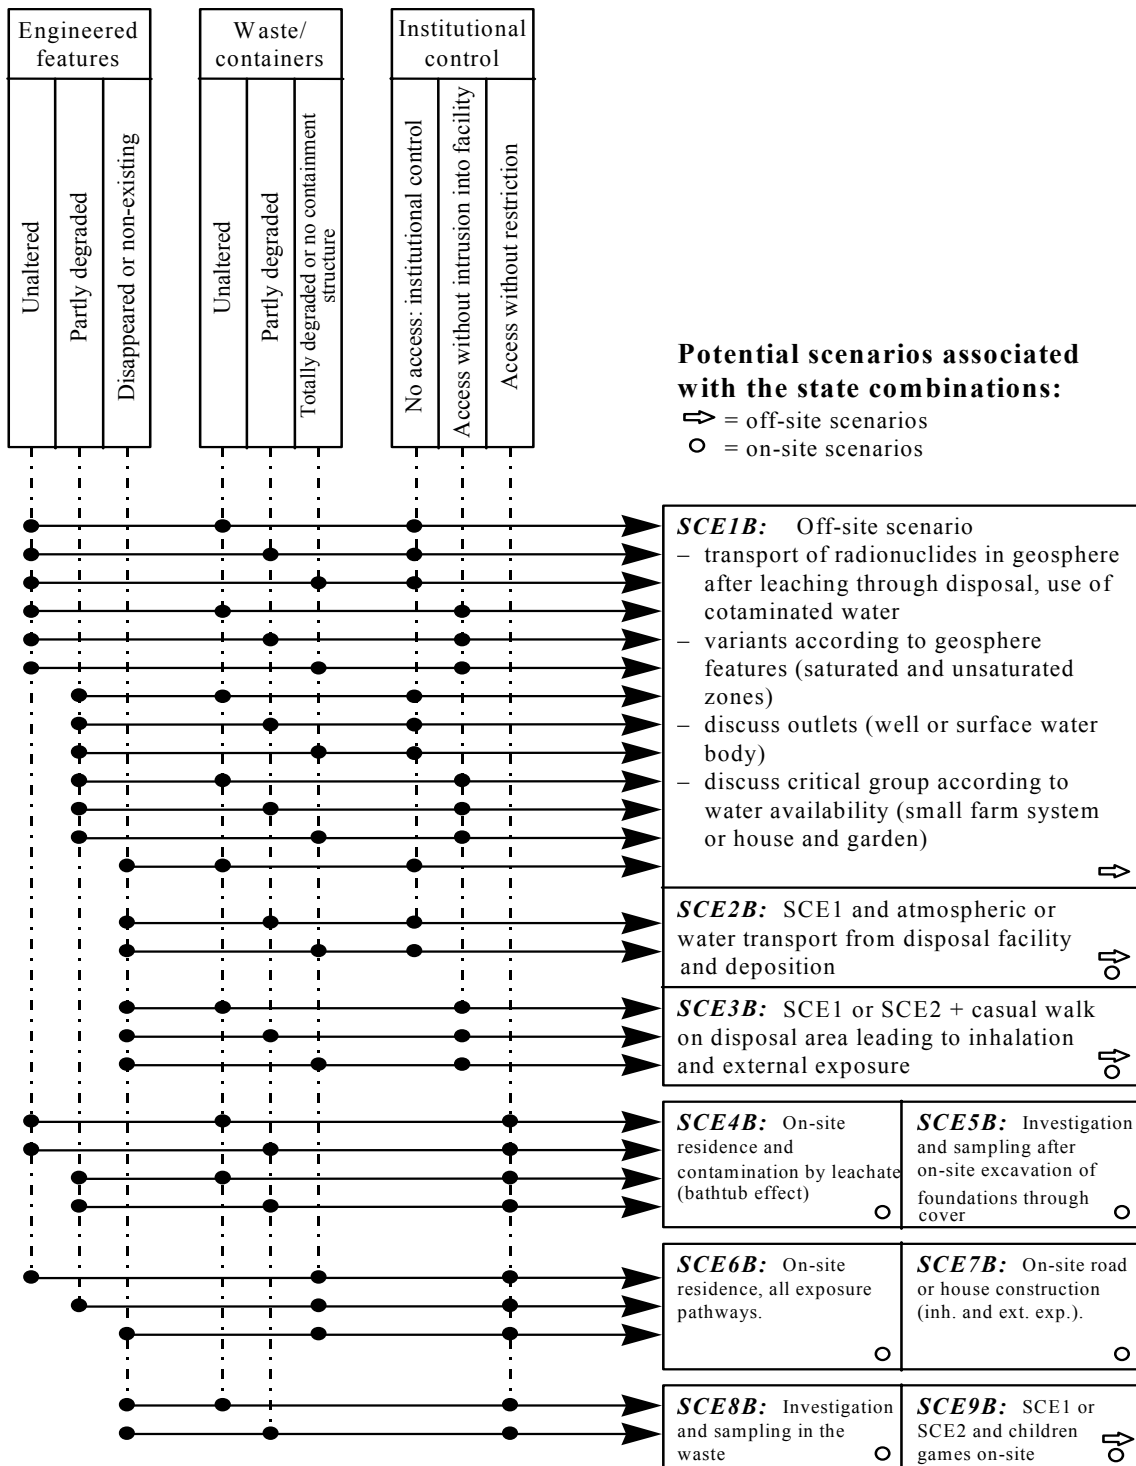 Engineered
features
Waste/
containers
Institutional
control
Unaltered
Partly degraded
Disappeared or non-existing
Unaltered
Partly degraded
Totally degraded or no containment
structure
No access: institutional control
Access without intrusion into facility
Access without restriction
Potential scenarios associated
with the state combinations:
= off-site scenarios
= on-site scenarios
SCE1B: Off-site scenario
– transport of radionuclides in geosphere
after leaching through disposal, use of
cotaminated water
– variants according to geosphere
features (saturated and unsaturated
zones)
– discuss outlets (well or surface water
body)
– discuss critical group according to
water availability (small farm system
or house and garden)
SCE2B: SCE1 and atmospheric or
water transport from disposal facility
and deposition
SCE3B: SCE1 or SCE2 + casual walk
on disposal area leading to inhalation
and external exposure
SCE4B: On-site
residence and
contamination by leachate
(bathtub effect)
SCE5B: Investigation
and sampling after
on-site excavation of
foundations through
cover
SCE6B: On-site
residence, all exposure
pathways.
SCE7B: On-site road
or house construction
(inh. and ext. exp.).
SCE8B: Investigation
and sampling in the
waste
SCE9B: SCE1 or
SCE2 and children
games on-site